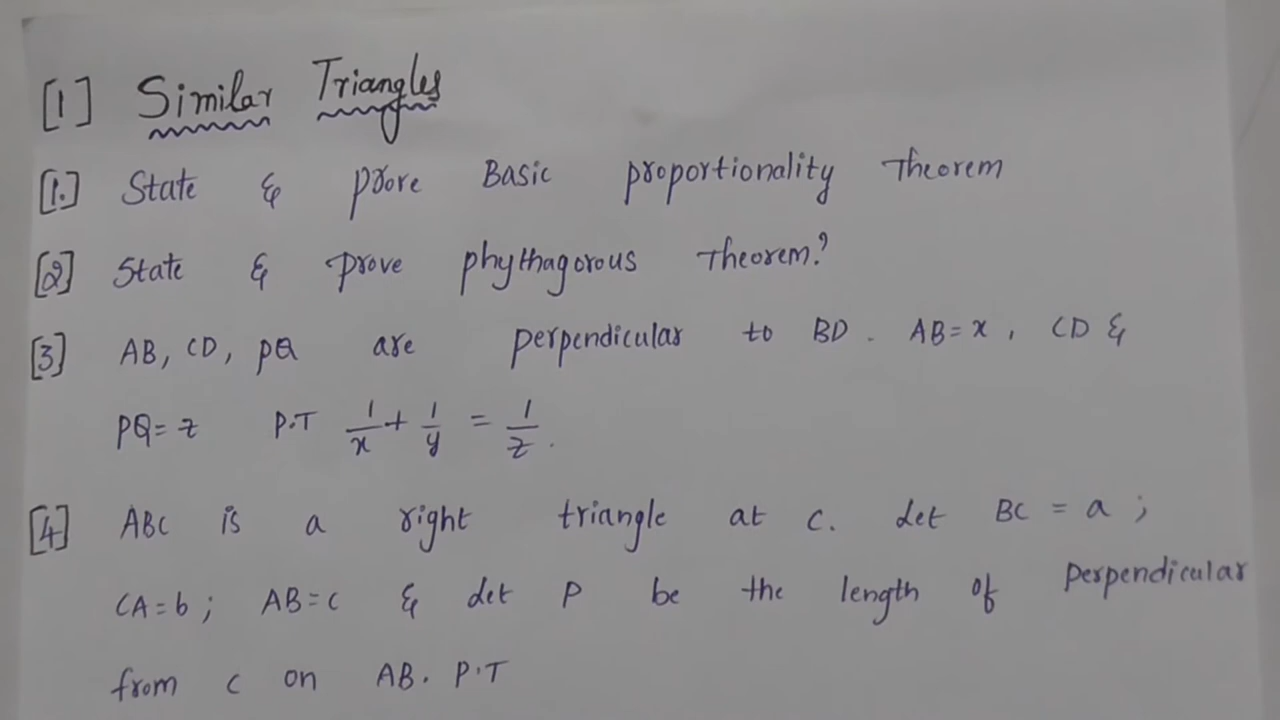 [1] Similar Triangles
[1.] State & prove Basic proportionality Theorem
[2] State & prove phythagorous Theorem?
[3] AB, CD, PQ are perpendicular to BD. AB = x, CD &
PQ = z P.T 1/x + 1/y = 1/z.
[4] ABC is a right triangle at c. Let BC = a ;
CA = b ; AB = c & let P be the length of perpendicular
from c on AB. P.T